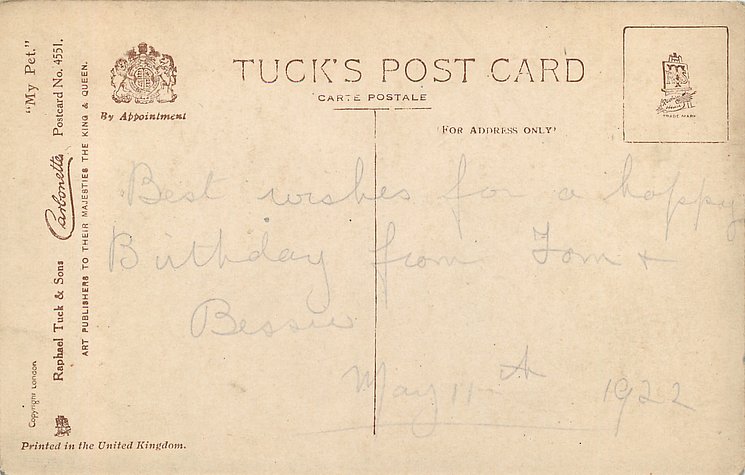 "My Pet."
Raphael Tuck & Sons Carbonette Postcard No. 4551.
ART PUBLISHERS TO THEIR MAJESTIES THE KING & QUEEN.
Copyright London
Printed in the United Kingdom.
By Appointment
TUCK'S POST CARD
CARTE POSTALE
(FOR ADDRESS ONLY)
TRADE MARK
Best wishes for a happy
Birthday from Tom +
Bessie
May 11th 1922